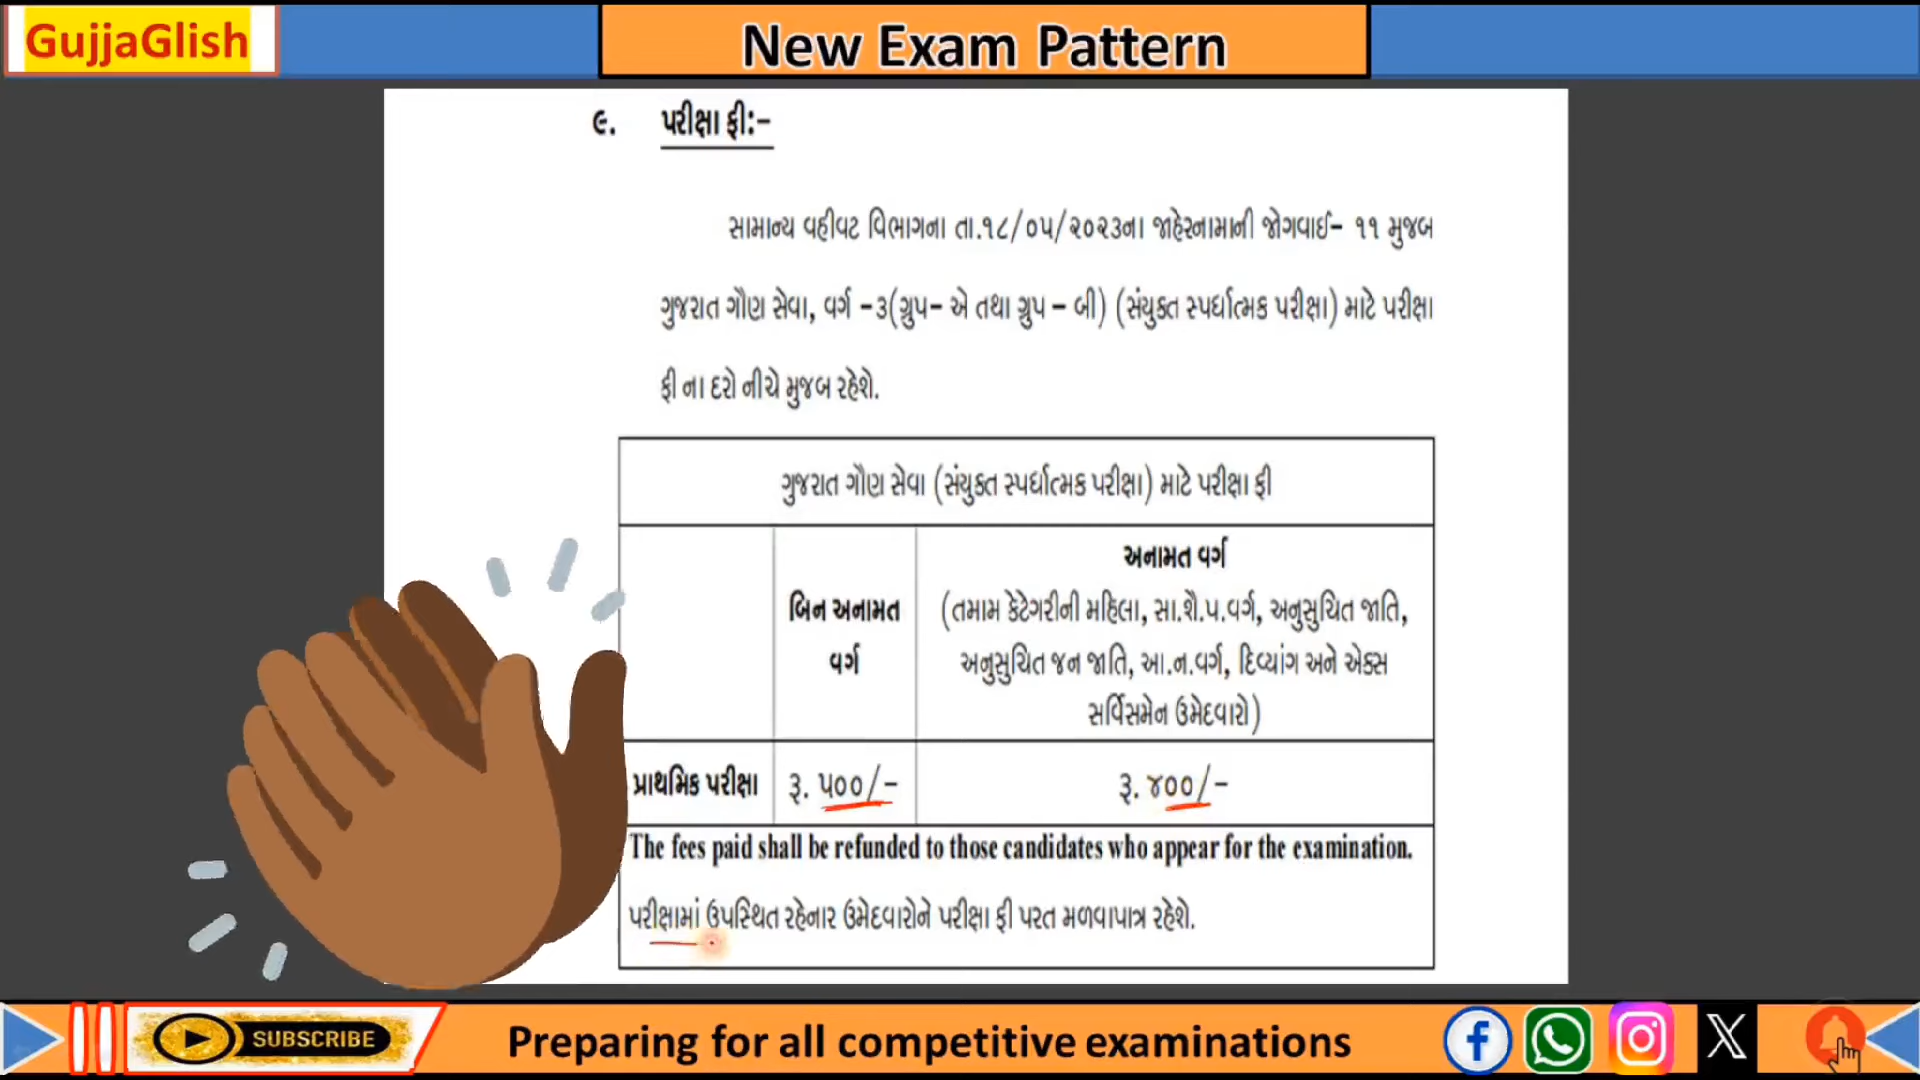 GujjaGlish
New Exam Pattern
૯. પરીક્ષા ફી:-
સામાન્ય વહીવટ વિભાગના તા.૧૮/૦૫/૨૦૨૩ના જાહેરનામાની જોગવાઈ- ૧૧ મુજબ
ગુજરાત ગૌણ સેવા, વર્ગ -૩(ગ્રુપ- એ તથા ગ્રુપ - બી) (સંયુક્ત સ્પર્ધાત્મક પરીક્ષા) માટે પરીક્ષા
ફી ના દરો નીચે મુજબ રહેશે.
ગુજરાત ગૌણ સેવા (સંયુક્ત સ્પર્ધાત્મક પરીક્ષા) માટે પરીક્ષા ફી
બિન અનામત
વર્ગ
અનામત વર્ગ
(તમામ કેટેગરીની મહિલા, સા.શૈ.પ.વર્ગ, અનુસુચિત જાતિ,
અનુસુચિત જન જાતિ, આ.ન.વર્ગ, દિવ્યાંગ અને એક્સ
સર્વિસમેન ઉમેદવારો)
પ્રાથમિક પરીક્ષા રૂ. ૫૦૦/- રૂ. ૪૦૦/-
The fees paid shall be refunded to those candidates who appear for the examination.
પરીક્ષામાં ઉપસ્થિત રહેનાર ઉમેદવારોને પરીક્ષા ફી પરત મળવાપાત્ર રહેશે.
SUBSCRIBE
Preparing for all competitive examinations